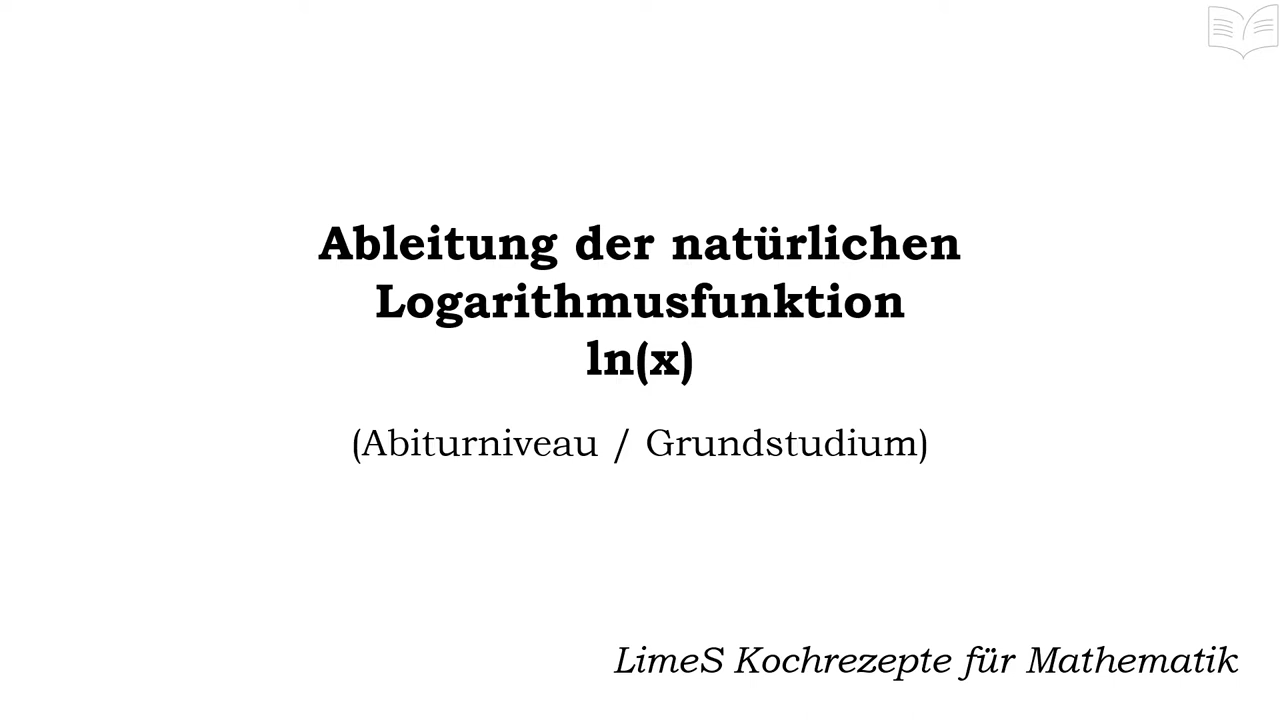 Ableitung der natürlichen
Logarithmusfunktion
ln(x)
(Abiturniveau / Grundstudium)
LimeS Kochrezepte für Mathematik